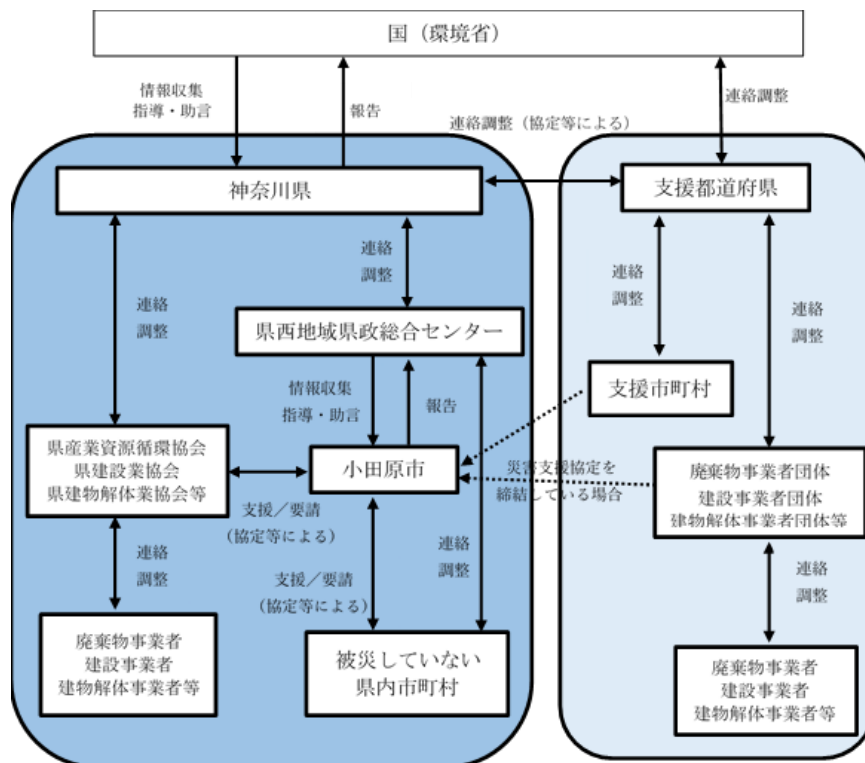 国（環境省）
情報収集
指導・助言
報告
連絡調整
連絡調整（協定等による）
神奈川県
支援都道府県
連絡
調整
連絡
調整
連絡
調整
連絡
調整
県西地域県政総合センター
支援市町村
情報収集
指導・助言
報告
県産業資源循環協会
県建設業協会
県建物解体業協会等
小田原市
災害支援協定を
締結している場合
廃棄物事業者団体
建設事業者団体
建物解体事業者団体等
支援／要請
（協定等による）
連絡
調整
支援／要請
（協定等による）
連絡
調整
連絡
調整
廃棄物事業者
建設事業者
建物解体事業者等
被災していない
県内市町村
廃棄物事業者
建設事業者
建物解体事業者等